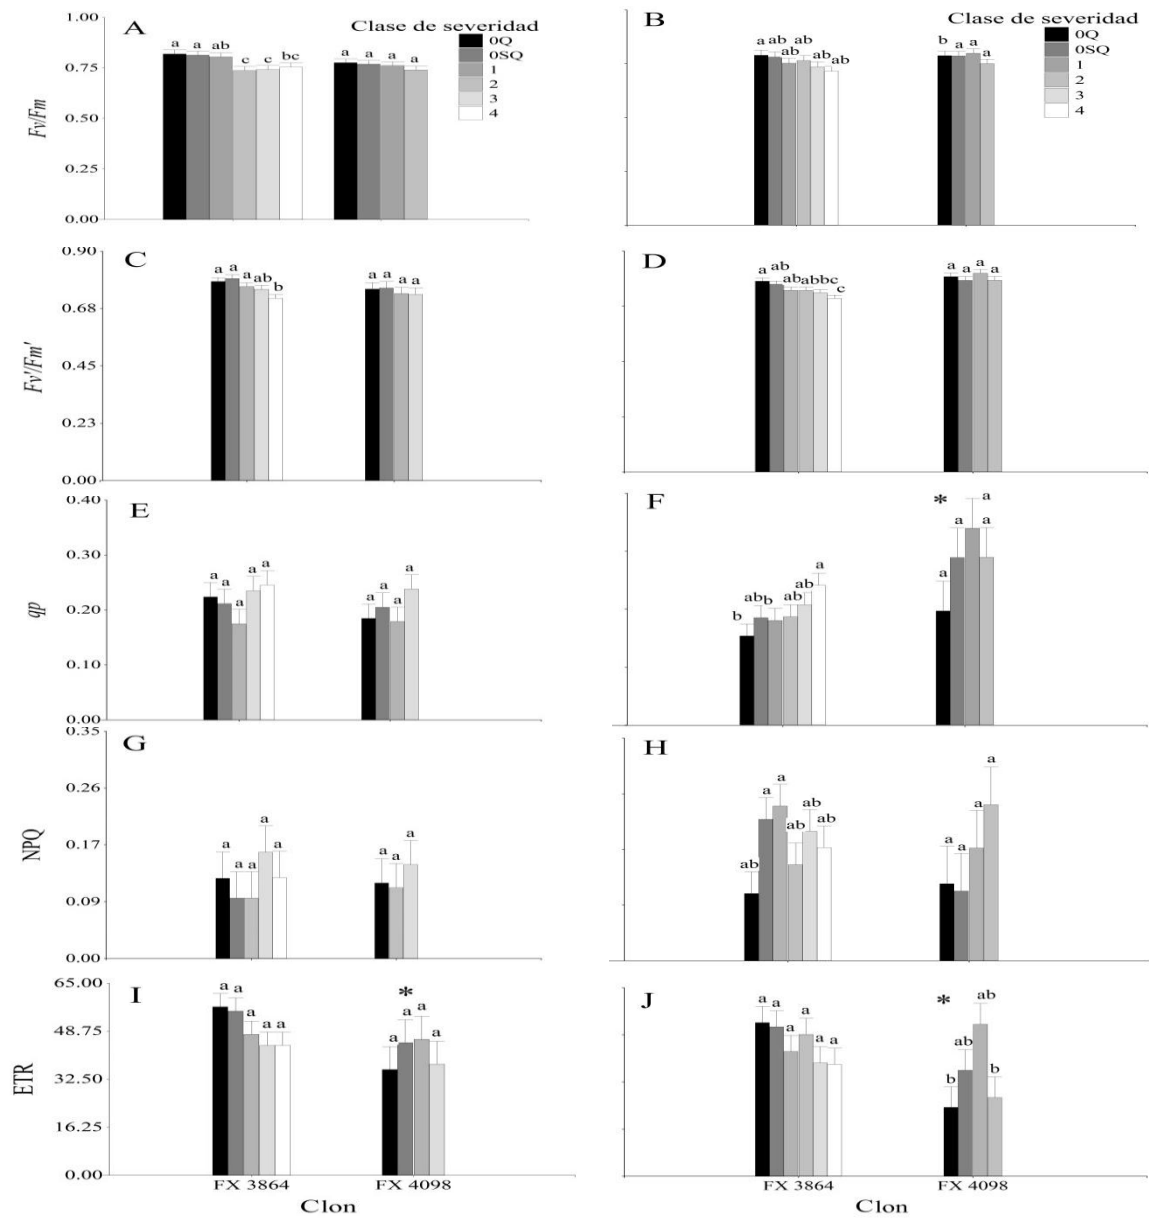 A
Clase de severidad
0Q
0SQ
1
2
3
4
1.00
0.75
0.50
0.25
0.00
Fv/Fm
a a ab c c bc
a a a a
B
Clase de severidad
0Q
0SQ
1
2
3
4
a ab ab ab ab ab
b a a a
C
0.90
0.68
0.45
0.23
0.00
Fv'/Fm'
a a a ab b
a a a a
D
a ab ab abbc c
a a a a
E
0.40
0.30
0.20
0.10
0.00
qp
a a a a a
a a a a
F
b ab b ab ab a
*
a a a a
G
0.35
0.26
0.17
0.09
0.00
NPQ
a a a a a
a a a
H
ab a a ab ab ab
a a a a
I
65.00
48.75
32.50
16.25
0.00
ETR
a a a a a
*
a a a a
FX 3864 FX 4098
Clon
J
a a a a a a
*
b ab ab b
FX 3864 FX 4098
Clon